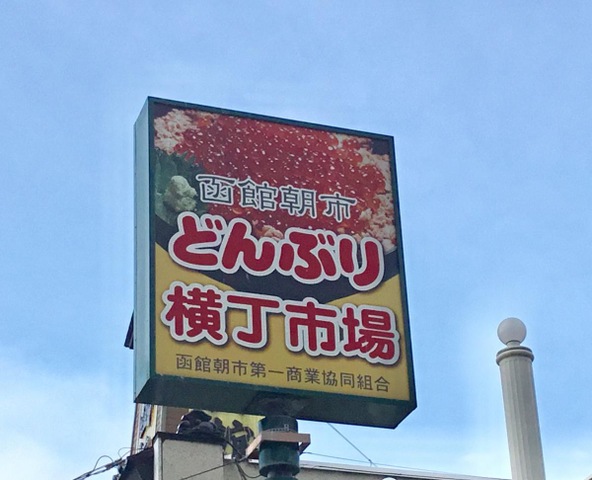 函館朝市
どんぶり
横丁市場
函館朝市第一商業協同組合